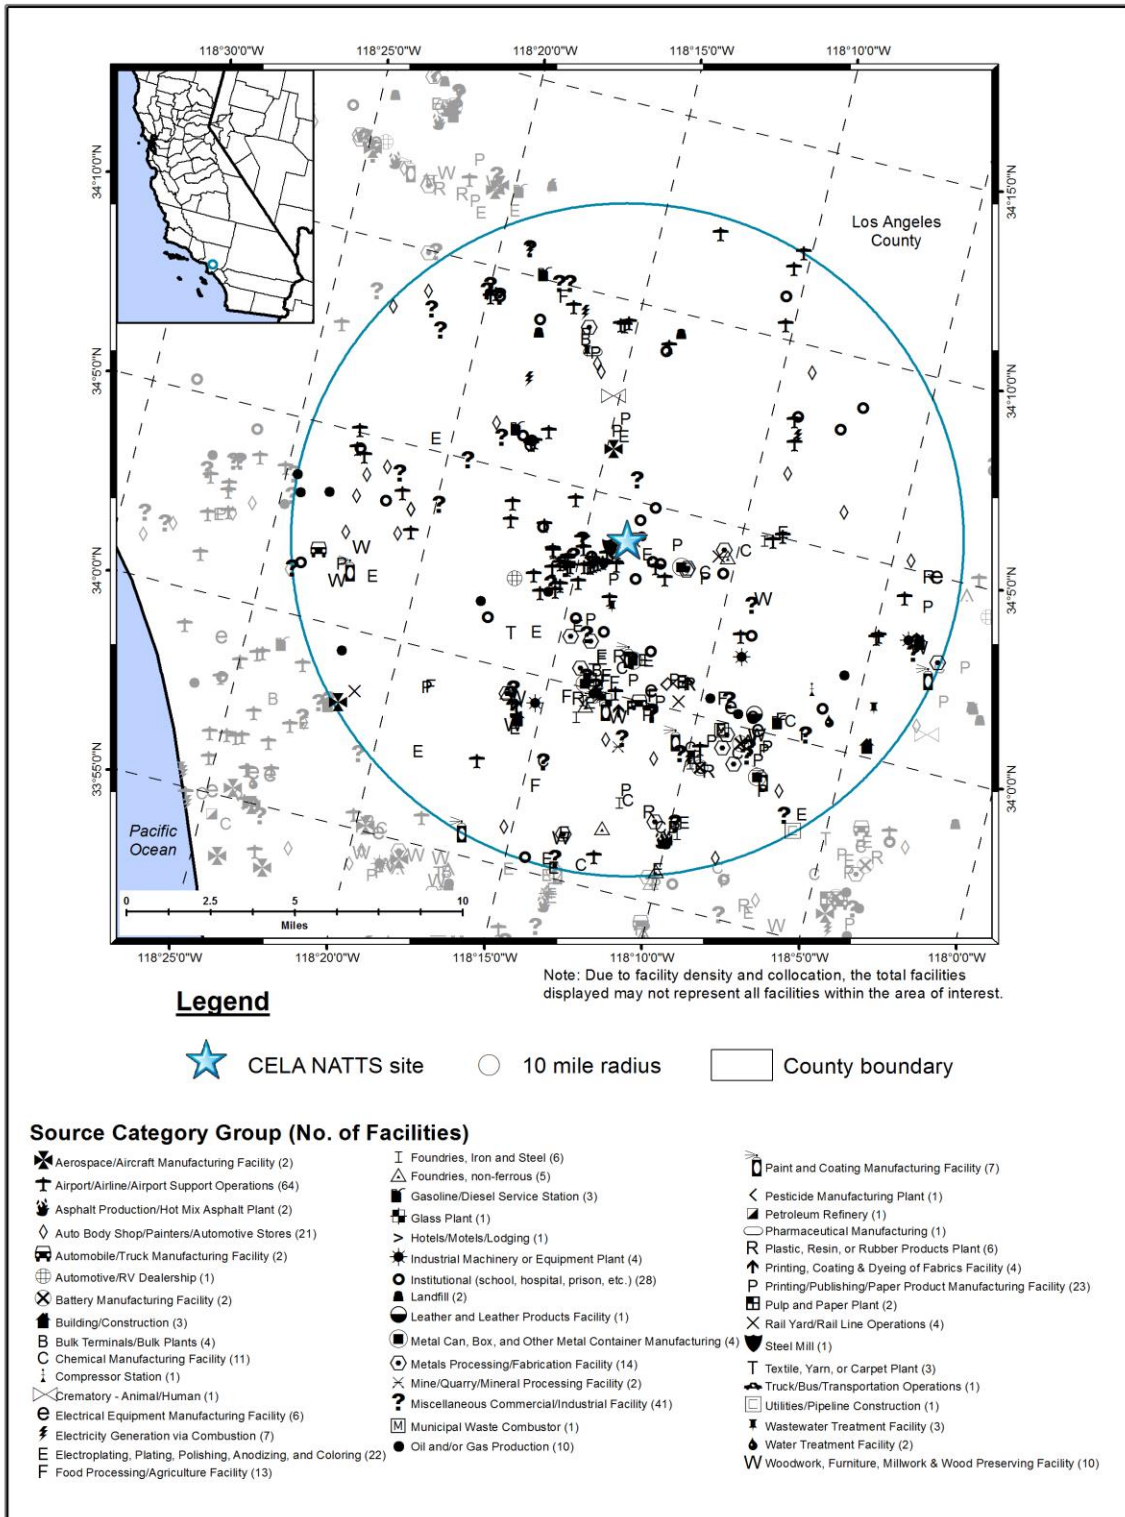 118°30'0"W 118°25'0"W 118°20'0"W 118°15'0"W 118°10'0"W
34°10'0"N
34°5'0"N
34°0'0"N
33°55'0"N
34°15'0"N
34°10'0"N
34°5'0"N
34°0'0"N
Los Angeles
County
Pacific
Ocean
0 2.5 5 10
Miles
118°25'0"W 118°20'0"W 118°15'0"W 118°10'0"W 118°5'0"W 118°0'0"W
Note: Due to facility density and collocation, the total facilities
displayed may not represent all facilities within the area of interest.
Legend
CELA NATTS site
10 mile radius
County boundary
Source Category Group (No. of Facilities)
Aerospace/Aircraft Manufacturing Facility (2)
Airport/Airline/Airport Support Operations (64)
Asphalt Production/Hot Mix Asphalt Plant (2)
Auto Body Shop/Painters/Automotive Stores (21)
Automobile/Truck Manufacturing Facility (2)
Automotive/RV Dealership (1)
Battery Manufacturing Facility (2)
Building/Construction (3)
B Bulk Terminals/Bulk Plants (4)
C Chemical Manufacturing Facility (11)
Compressor Station (1)
Crematory - Animal/Human (1)
e Electrical Equipment Manufacturing Facility (6)
Electricity Generation via Combustion (7)
E Electroplating, Plating, Polishing, Anodizing, and Coloring (22)
F Food Processing/Agriculture Facility (13)
Foundries, Iron and Steel (6)
Foundries, non-ferrous (5)
Gasoline/Diesel Service Station (3)
Glass Plant (1)
> Hotels/Motels/Lodging (1)
Industrial Machinery or Equipment Plant (4)
Institutional (school, hospital, prison, etc.) (28)
Landfill (2)
Leather and Leather Products Facility (1)
Metal Can, Box, and Other Metal Container Manufacturing (4)
Metals Processing/Fabrication Facility (14)
Mine/Quarry/Mineral Processing Facility (2)
? Miscellaneous Commercial/Industrial Facility (41)
M Municipal Waste Combustor (1)
Oil and/or Gas Production (10)
Paint and Coating Manufacturing Facility (7)
< Pesticide Manufacturing Plant (1)
Petroleum Refinery (1)
Pharmaceutical Manufacturing (1)
R Plastic, Resin, or Rubber Products Plant (6)
Printing, Coating & Dyeing of Fabrics Facility (4)
P Printing/Publishing/Paper Product Manufacturing Facility (23)
Pulp and Paper Plant (2)
Rail Yard/Rail Line Operations (4)
Steel Mill (1)
T Textile, Yarn, or Carpet Plant (3)
Truck/Bus/Transportation Operations (1)
Utilities/Pipeline Construction (1)
Wastewater Treatment Facility (3)
Water Treatment Facility (2)
W Woodwork, Furniture, Millwork & Wood Preserving Facility (10)